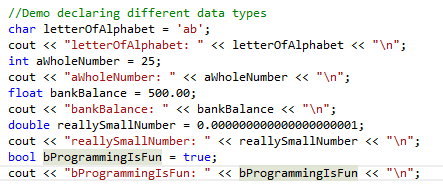 //Demo declaring different data types
char letterOfAlphabet = 'ab';
cout << "letterOfAlphabet: " << letterOfAlphabet << "\n";
int aWholeNumber = 25;
cout << "aWholeNumber: " << aWholeNumber << "\n";
float bankBalance = 500.00;
cout << "bankBalance: " << bankBalance << "\n";
double reallySmallNumber = 0.000000000000000000001;
cout << "reallySmallNumber: " << reallySmallNumber << "\n";
bool bProgrammingIsFun = true;
cout << "bProgrammingIsFun: " << bProgrammingIsFun << "\n";